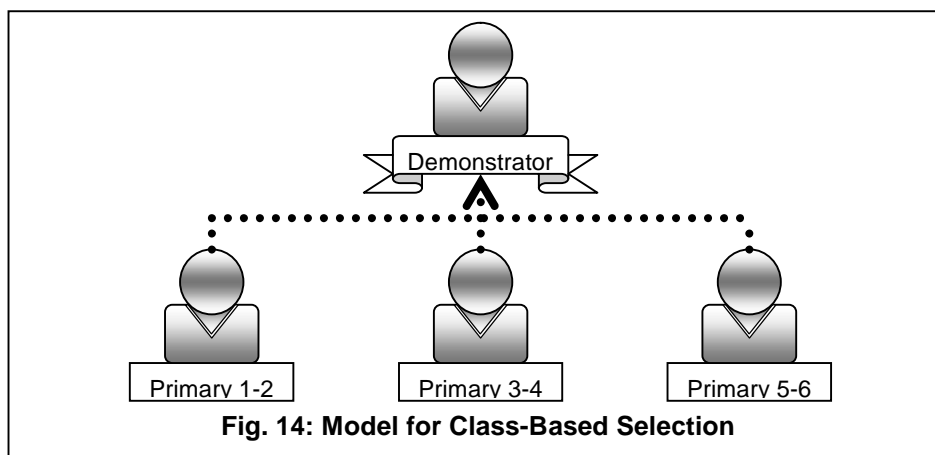 Demonstrator
Primary 1-2
Primary 3-4
Primary 5-6
Fig. 14: Model for Class-Based Selection